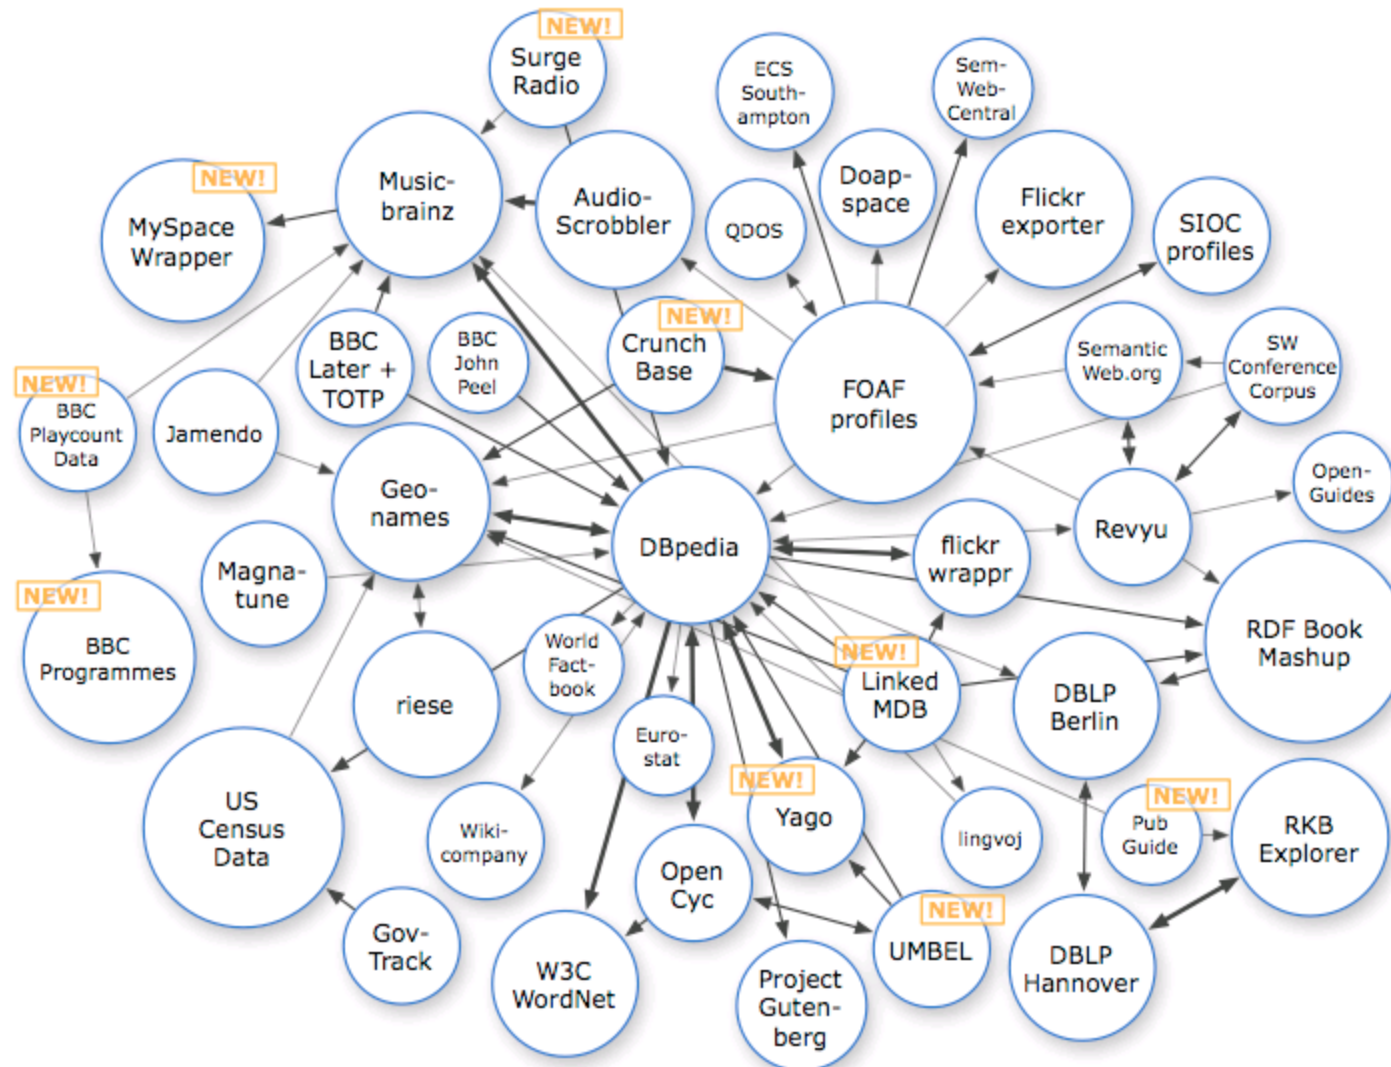 NEW!
Surge
Radio
ECS
South-
ampton
Sem-
Web-
Central
NEW!
MySpace
Wrapper
Music-
brainz
Audio-
Scrobbler
QDOS
Doap-
space
Flickr
exporter
SIOC
profiles
NEW!
BBC
Playcount
Data
Jamendo
BBC
Later +
TOTP
BBC
John
Peel
NEW!
Crunch
Base
FOAF
profiles
Semantic
Web.org
SW
Conference
Corpus
Open-
Guides
Geo-
names
DBpedia
flickr
wrappr
Revyu
Magna-
tune
NEW!
BBC
Programmes
riese
World
Fact-
book
NEW!
Linked
MDB
DBLP
Berlin
RDF Book
Mashup
Euro-
stat
US
Census
Data
Wiki-
company
NEW!
Yago
lingvoj
NEW!
Pub
Guide
RKB
Explorer
Open
Cyc
Gov-
Track
W3C
WordNet
Project
Guten-
berg
NEW!
UMBEL
DBLP
Hannover